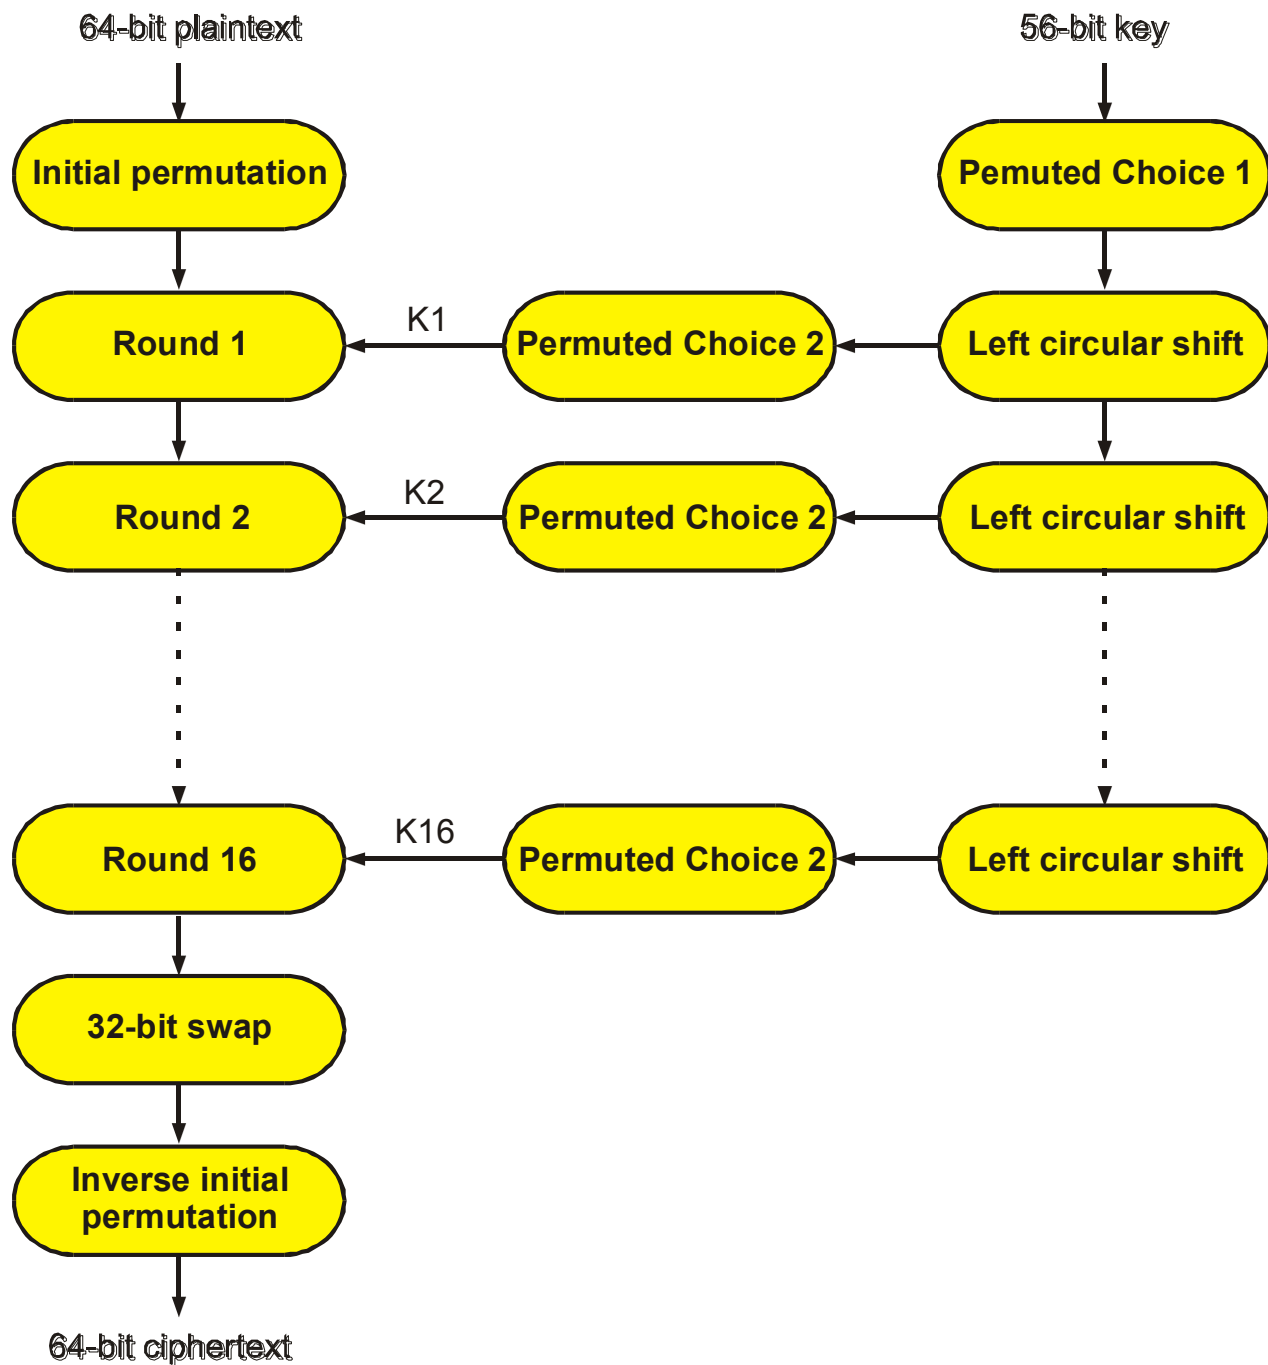 64-bit plaintext
56-bit key
Initial permutation
Pemuted Choice 1
K1
Round 1
Permuted Choice 2
Left circular shift
K2
Round 2
Permuted Choice 2
Left circular shift
K16
Round 16
Permuted Choice 2
Left circular shift
32-bit swap
Inverse initial
permutation
64-bit ciphertext